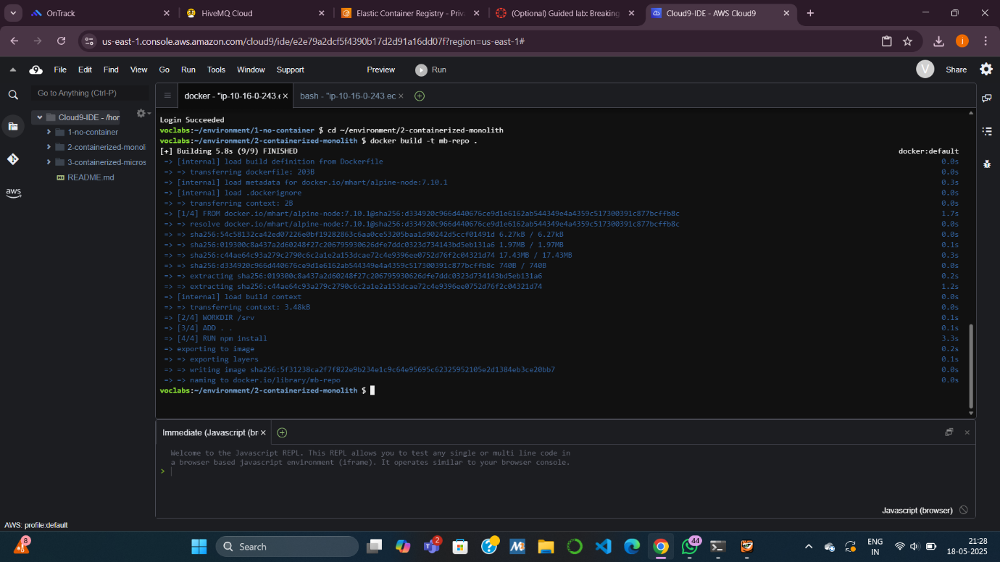 OnTrack
HiveMQ Cloud
Elastic Container Registry - Priv
(Optional) Guided lab: Breaking
Cloud9-IDE - AWS Cloud9
us-east-1.console.aws.amazon.com/cloud9/ide/e2e79a2dcf5f4390b17d2d91a16dd07f?region=us-east-1#
j
9 File Edit Find View Go Run Tools Window Support Preview Run V Share
Go to Anything (Ctrl-P)
docker - "ip-10-16-0-243.e
bash - "ip-10-16-0-243.ec
Cloud9-IDE - /hor
1-no-container
2-containerized-monoli
3-containerized-micros
README.md
aws
Login Succeeded
voclabs:~/environment/1-no-container $ cd ~/environment/2-containerized-monolith
voclabs:~/environment/2-containerized-monolith $ docker build -t mb-repo .
[+] Building 5.8s (9/9) FINISHED docker:default
=> [internal] load build definition from Dockerfile 0.0s
=> => transferring dockerfile: 203B 0.0s
=> [internal] load metadata for docker.io/mhart/alpine-node:7.10.1 0.3s
=> [internal] load .dockerignore 0.0s
=> => transferring context: 2B 0.0s
=> [1/4] FROM docker.io/mhart/alpine-node:7.10.1@sha256:d334920c966d440676ce9d1e6162ab544349e4a4359c517300391c877bcffb8c 1.7s
=> => resolve docker.io/mhart/alpine-node:7.10.1@sha256:d334920c966d440676ce9d1e6162ab544349e4a4359c517300391c877bcffb8c 0.0s
=> => sha256:54c58132ca42ed07226e0bf19282863c6aa0ce53205baa1d90242d5ccf01491d 6.27kB / 6.27kB 0.0s
=> => sha256:019300c8a437a2d60248f27c206795930626dfe7ddc0323d734143bd5eb131a6 1.97MB / 1.97MB 0.1s
=> => sha256:c44ae64c93a279c2790c6c2a1e2a153dcae72c4e9396ee0752d76f2c04321d74 17.43MB / 17.43MB 0.3s
=> => sha256:d334920c966d440676ce9d1e6162ab544349e4a4359c517300391c877bcffb8c 740B / 740B 0.0s
=> => extracting sha256:019300c8a437a2d60248f27c206795930626dfe7ddc0323d734143bd5eb131a6 0.2s
=> => extracting sha256:c44ae64c93a279c2790c6c2a1e2a153dcae72c4e9396ee0752d76f2c04321d74 1.2s
=> [internal] load build context 0.0s
=> => transferring context: 3.48kB 0.0s
=> [2/4] WORKDIR /srv 0.1s
=> [3/4] ADD . . 0.1s
=> [4/4] RUN npm install 3.3s
=> exporting to image 0.2s
=> => exporting layers 0.1s
=> => writing image sha256:5f31238ca2f7f822e9b234e1c9c64e95695c62325952105e2d1384eb3ce20bb7 0.0s
=> => naming to docker.io/library/mb-repo 0.0s
voclabs:~/environment/2-containerized-monolith $
Immediate (Javascript (br
Welcome to the Javascript REPL. This REPL allows you to test any single or multi line code in
a browser based javascript environment (iframe). It operates similar to your browser console.
>
Javascript (browser)
AWS: profile:default
8
Search
2
44
ENG
IN
21:28
18-05-2025